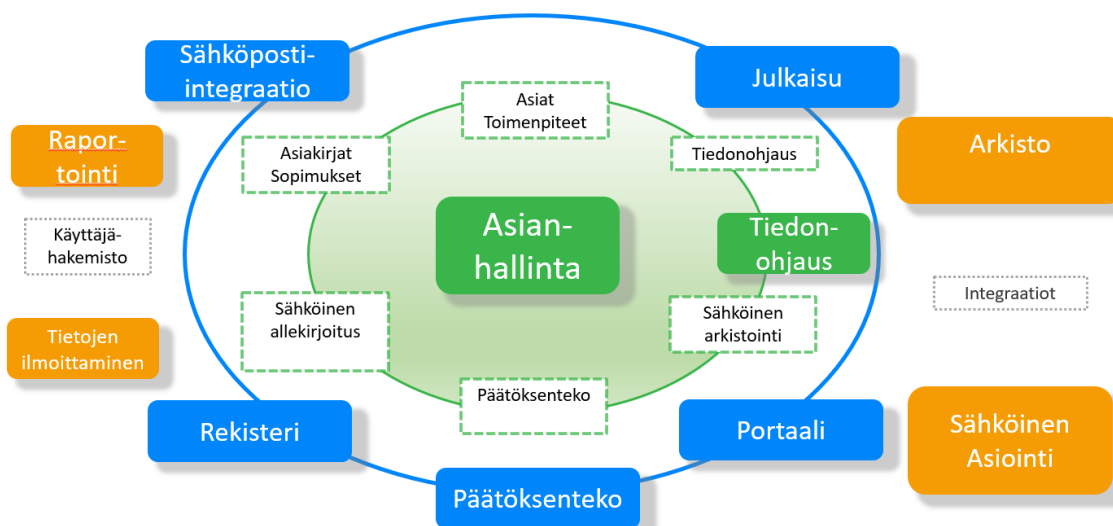 Sähköposti-
integraatio
Julkaisu
Asiat
Toimenpiteet
Rapor-
tointi
Asiakirjat
Sopimukset
Tiedonohjaus
Arkisto
Käyttäjä-
hakemisto
Asian-
hallinta
Tiedon-
ohjaus
Integraatiot
Sähköinen
allekirjoitus
Sähköinen
arkistointi
Tietojen
ilmoittaminen
Päätöksenteko
Rekisteri
Portaali
Sähköinen
Asiointi
Päätöksenteko